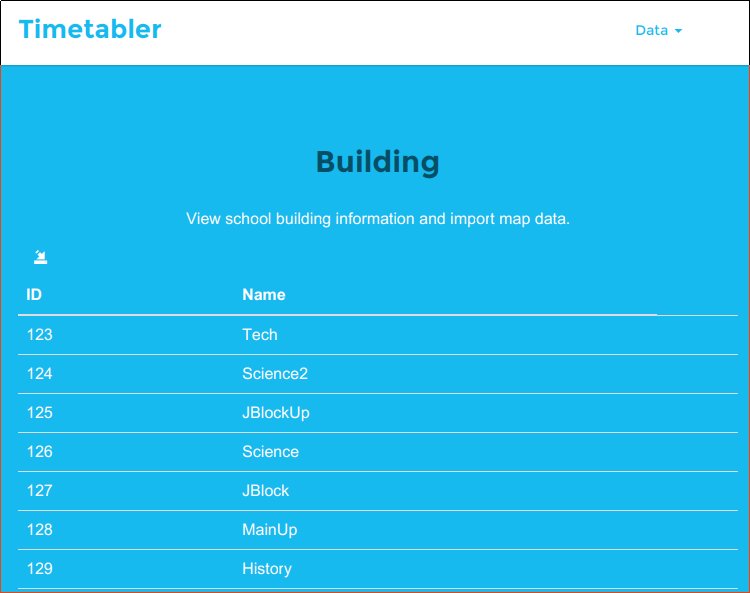 Timetabler
Data
Building
View school building information and import map data.
ID Name
123 Tech
124 Science2
125 JBlockUp
126 Science
127 JBlock
128 MainUp
129 History